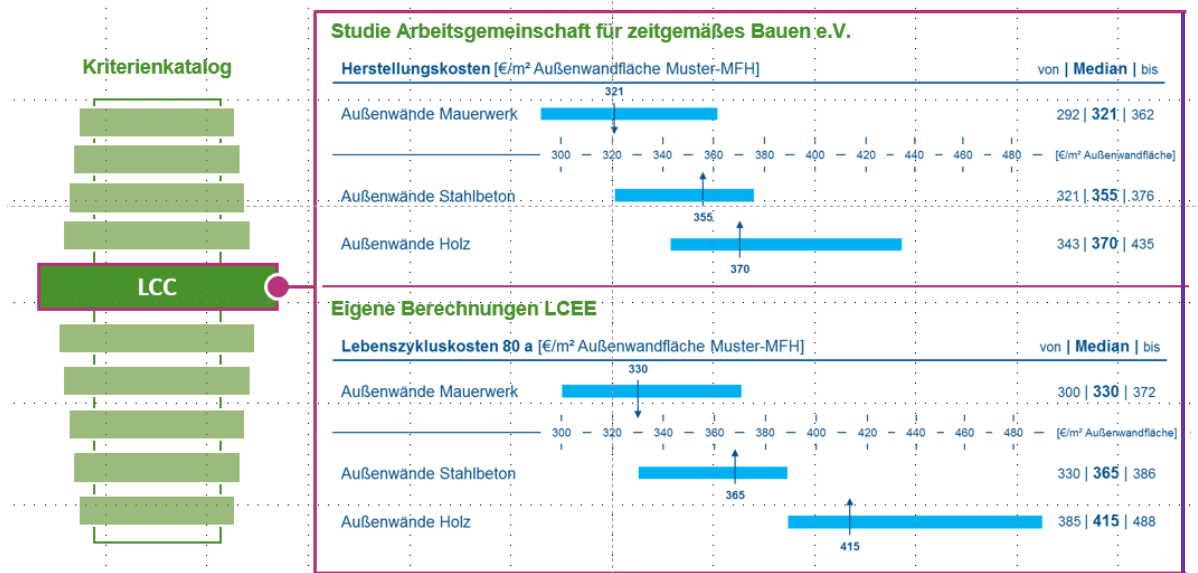 Kriterienkatalog
LCC
Studie Arbeitsgemeinschaft für zeitgemäßes Bauen e.V.
Herstellungskosten [€/m² Außenwandfläche Muster-MFH] von | Median | bis
321
Außenwände Mauerwerk 292 | 321 | 362
300 – 320 – 340 – 360 – 380 – 400 – 420 – 440 – 460 – 480 – [€/m² Außenwandfläche]
Außenwände Stahlbeton 321 | 355 | 376
355
Außenwände Holz 343 | 370 | 435
370
Eigene Berechnungen LCEE
Lebenszykluskosten 80 a [€/m² Außenwandfläche Muster-MFH] von | Median | bis
330
Außenwände Mauerwerk 300 | 330 | 372
300 – 320 – 340 – 360 – 380 – 400 – 420 – 440 – 460 – 480 – [€/m² Außenwandfläche]
Außenwände Stahlbeton 330 | 365 | 386
365
Außenwände Holz 385 | 415 | 488
415